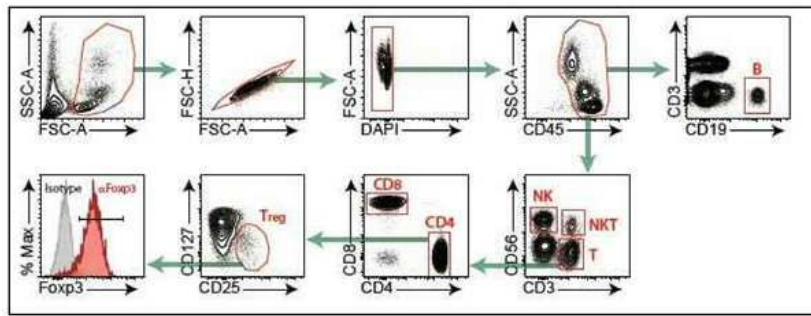 SSC-A
FSC-A
FSC-H
FSC-A
FSC-A
DAPI
SSC-A
CD45
CD3
CD19
B
Isotype
αFoxp3
% Max
Foxp3
CD127
CD25
Treg
CD8
CD4
CD8
CD4
CD56
CD3
NK
NKT
T